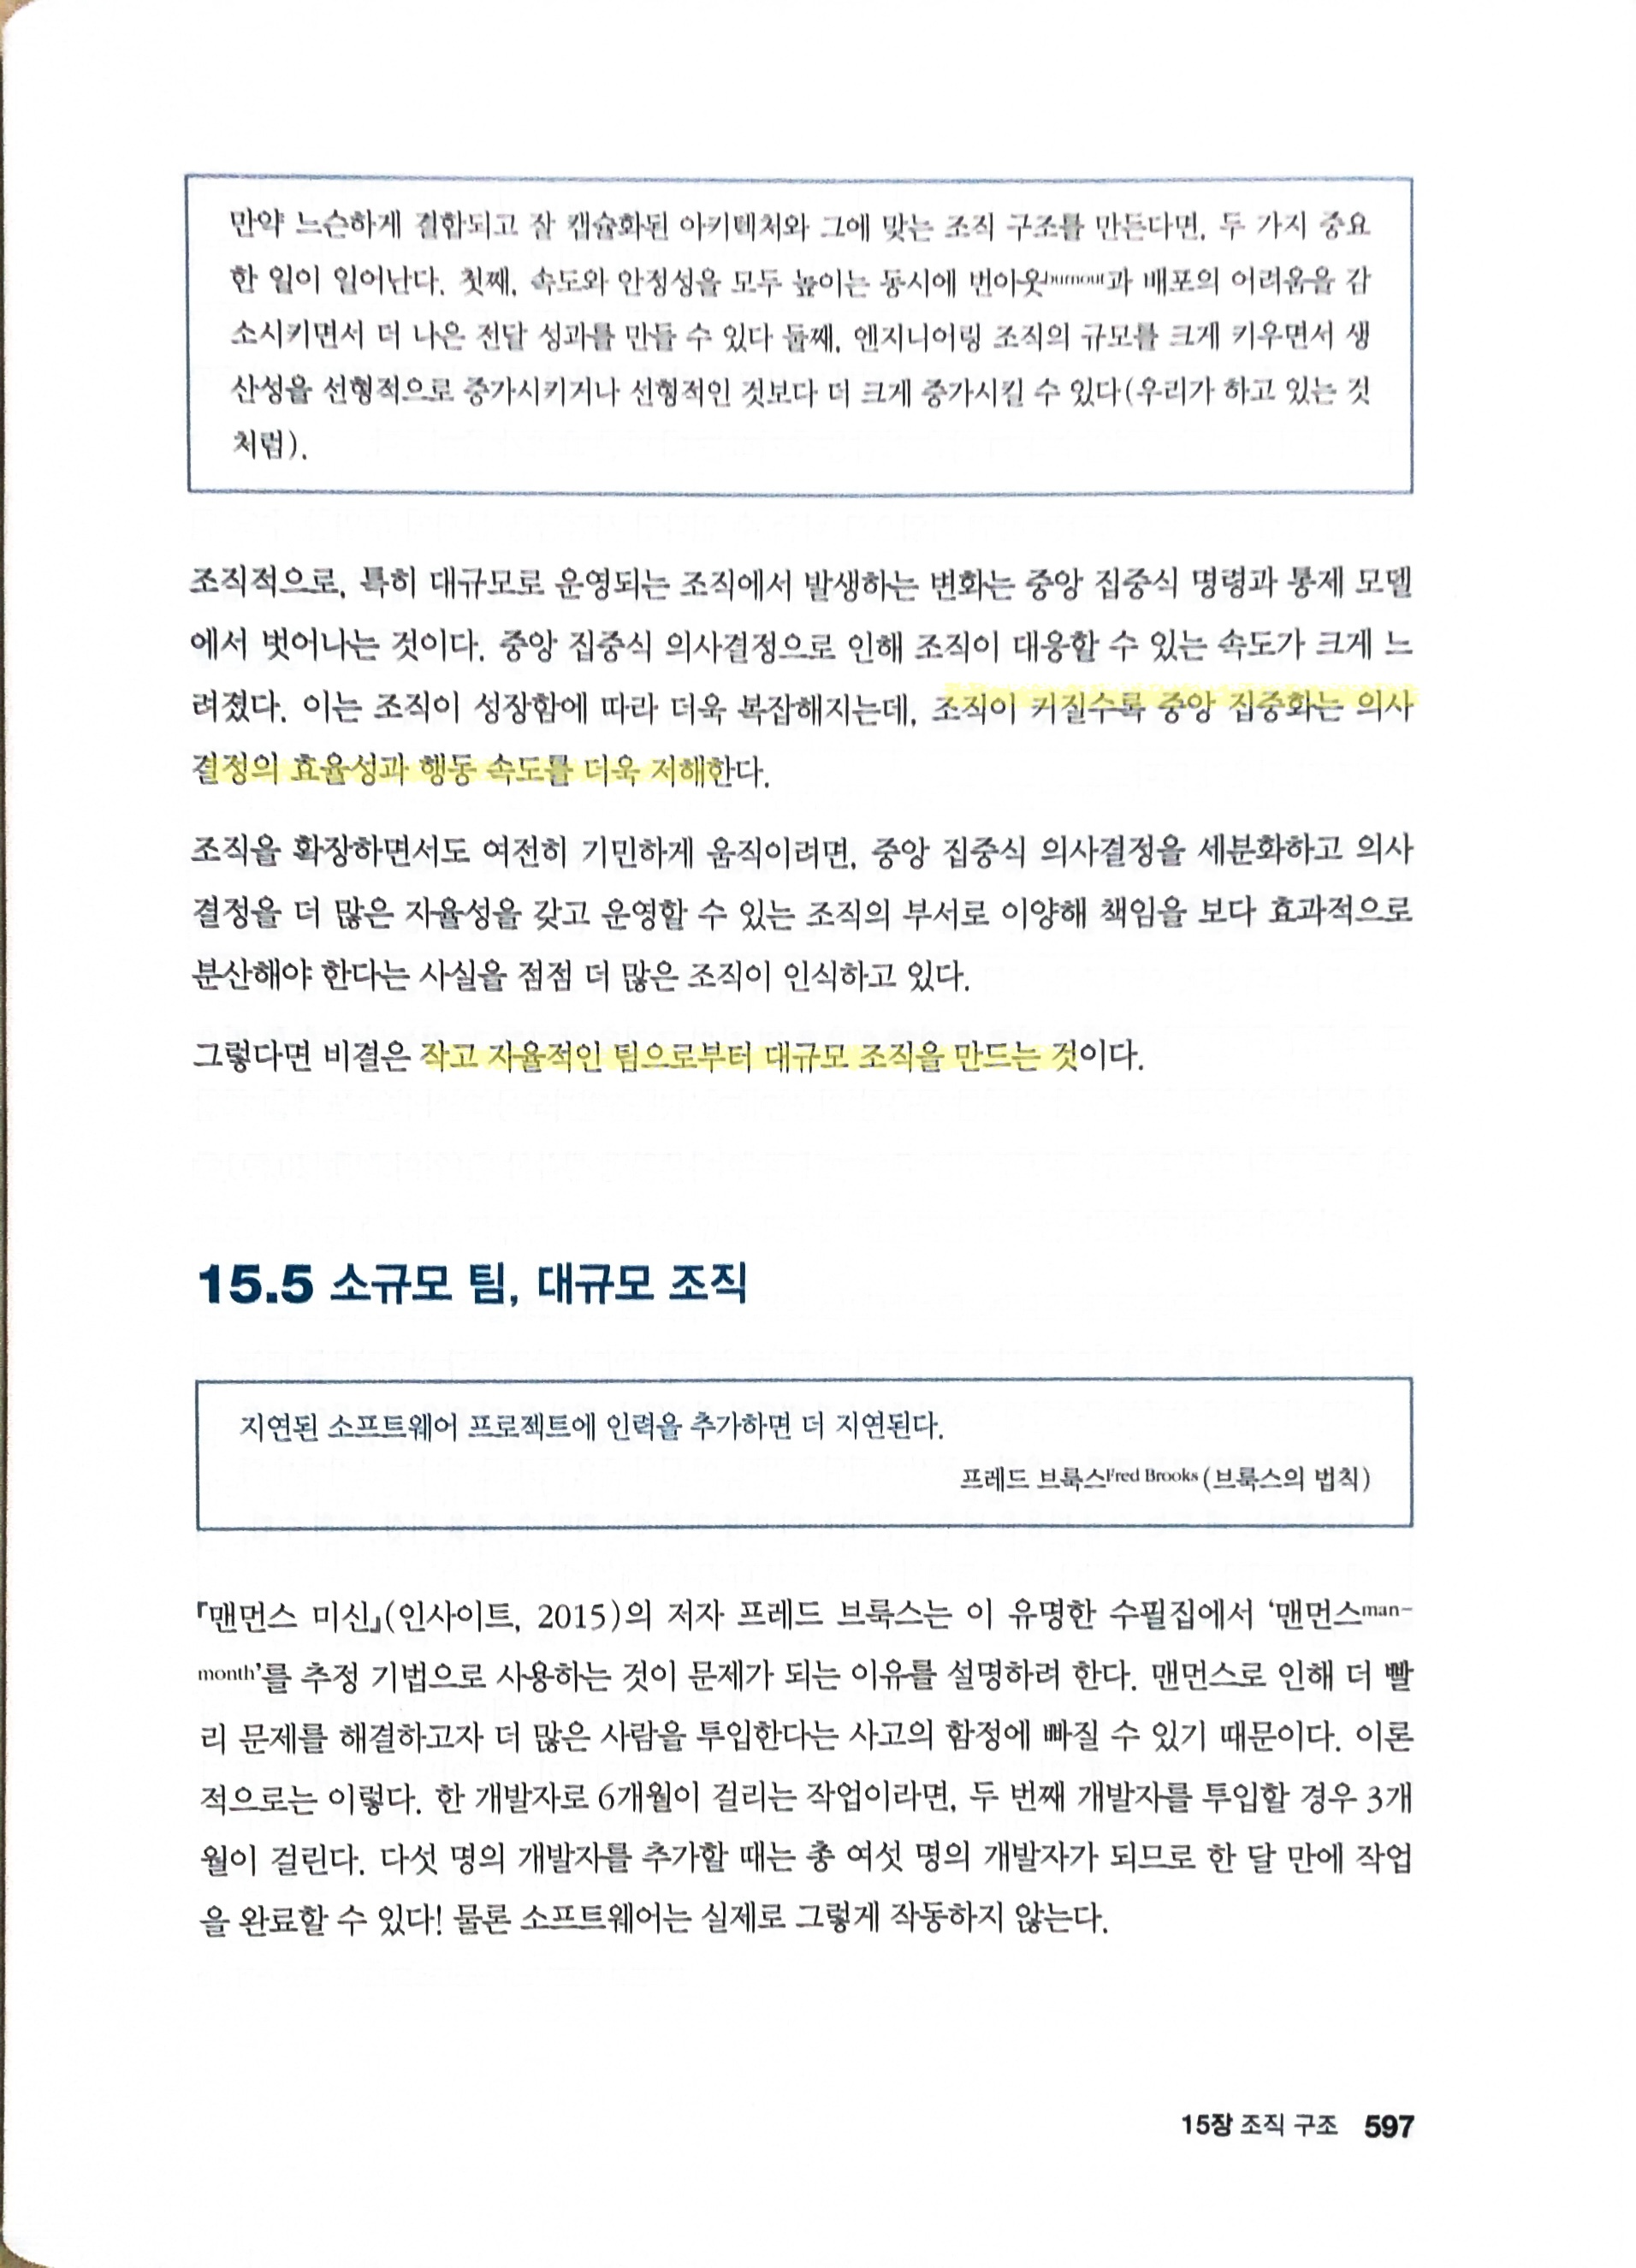 만약 느슨하게 결합되고 잘 캡슐화된 아키텍처와 그에 맞는 조직 구조를 만든다면, 두 가지 중요
한 일이 일어난다. 첫째, 속도와 안정성을 모두 높이는 동시에 번아웃burnout과 배포의 어려움을 감
소시키면서 더 나은 전달 성과를 만들 수 있다 둘째, 엔지니어링 조직의 규모를 크게 키우면서 생
산성을 선형적으로 증가시키거나 선형적인 것보다 더 크게 증가시킬 수 있다(우리가 하고 있는 것
처럼).
조직적으로, 특히 대규모로 운영되는 조직에서 발생하는 변화는 중앙 집중식 명령과 통제 모델
에서 벗어나는 것이다. 중앙 집중식 의사결정으로 인해 조직이 대응할 수 있는 속도가 크게 느
려졌다. 이는 조직이 성장함에 따라 더욱 복잡해지는데, 조직이 커질수록 중앙 집중화는 의사
결정의 효율성과 행동 속도를 더욱 저해한다.
조직을 확장하면서도 여전히 기민하게 움직이려면, 중앙 집중식 의사결정을 세분화하고 의사
결정을 더 많은 자율성을 갖고 운영할 수 있는 조직의 부서로 이양해 책임을 보다 효과적으로
분산해야 한다는 사실을 점점 더 많은 조직이 인식하고 있다.
그렇다면 비결은 작고 자율적인 팀으로부터 대규모 조직을 만드는 것이다.
15.5 소규모 팀, 대규모 조직
지연된 소프트웨어 프로젝트에 인력을 추가하면 더 지연된다.
프레드 브룩스Fred Brooks(브룩스의 법칙)
『맨먼스 미신』(인사이트, 2015)의 저자 프레드 브룩스는 이 유명한 수필집에서 ‘맨먼스man-
month’를 추정 기법으로 사용하는 것이 문제가 되는 이유를 설명하려 한다. 맨먼스로 인해 더 빨
리 문제를 해결하고자 더 많은 사람을 투입한다는 사고의 함정에 빠질 수 있기 때문이다. 이론
적으로는 이렇다. 한 개발자로 6개월이 걸리는 작업이라면, 두 번째 개발자를 투입할 경우 3개
월이 걸린다. 다섯 명의 개발자를 추가할 때는 총 여섯 명의 개발자가 되므로 한 달 만에 작업
을 완료할 수 있다! 물론 소프트웨어는 실제로 그렇게 작동하지 않는다.
15장 조직 구조 597